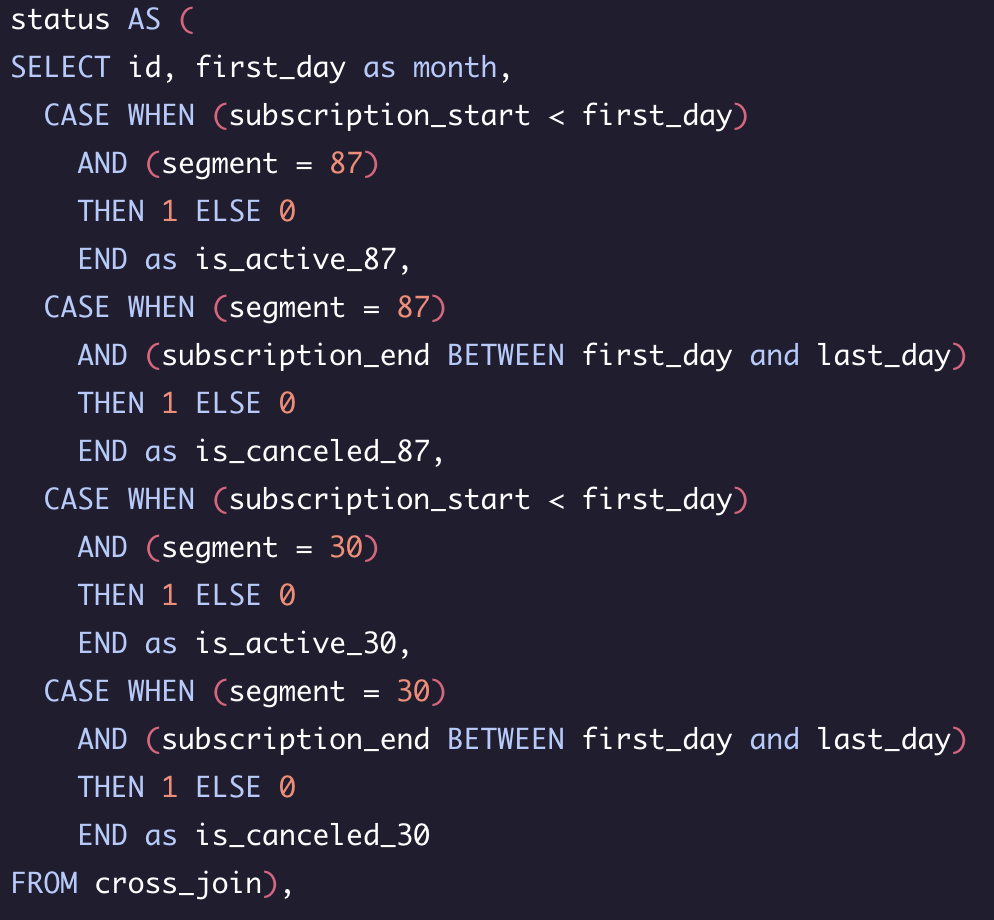 status AS (
SELECT id, first_day as month,
  CASE WHEN (subscription_start < first_day)
    AND (segment = 87)
    THEN 1 ELSE 0
    END as is_active_87,
  CASE WHEN (segment = 87)
    AND (subscription_end BETWEEN first_day and last_day)
    THEN 1 ELSE 0
    END as is_canceled_87,
  CASE WHEN (subscription_start < first_day)
    AND (segment = 30)
    THEN 1 ELSE 0
    END as is_active_30,
  CASE WHEN (segment = 30)
    AND (subscription_end BETWEEN first_day and last_day)
    THEN 1 ELSE 0
    END as is_canceled_30
FROM cross_join),